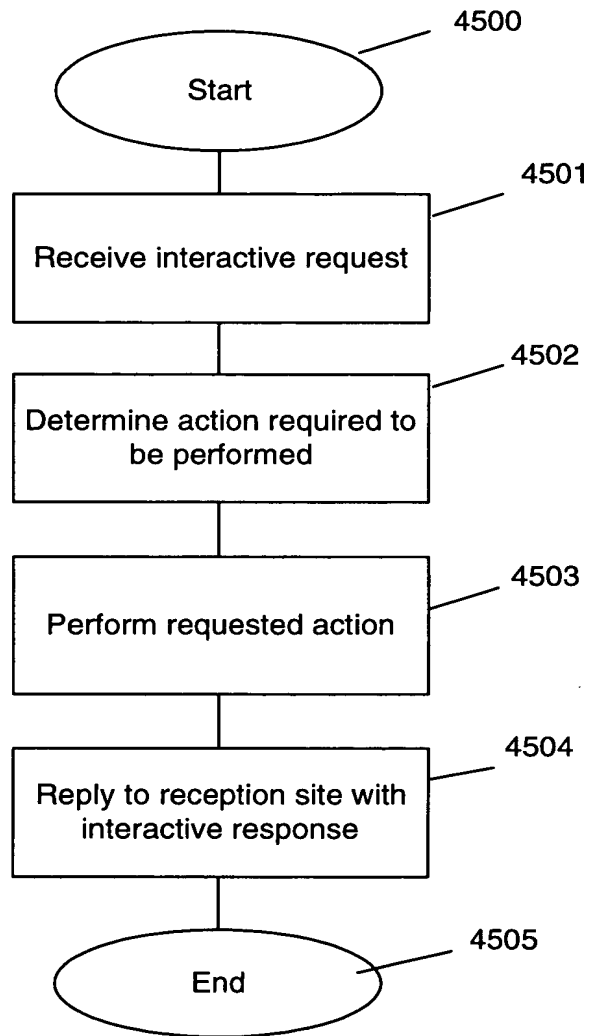 4500
Start
4501
Receive interactive request
4502
Determine action required to
be performed
4503
Perform requested action
4504
Reply to reception site with
interactive response
4505
End